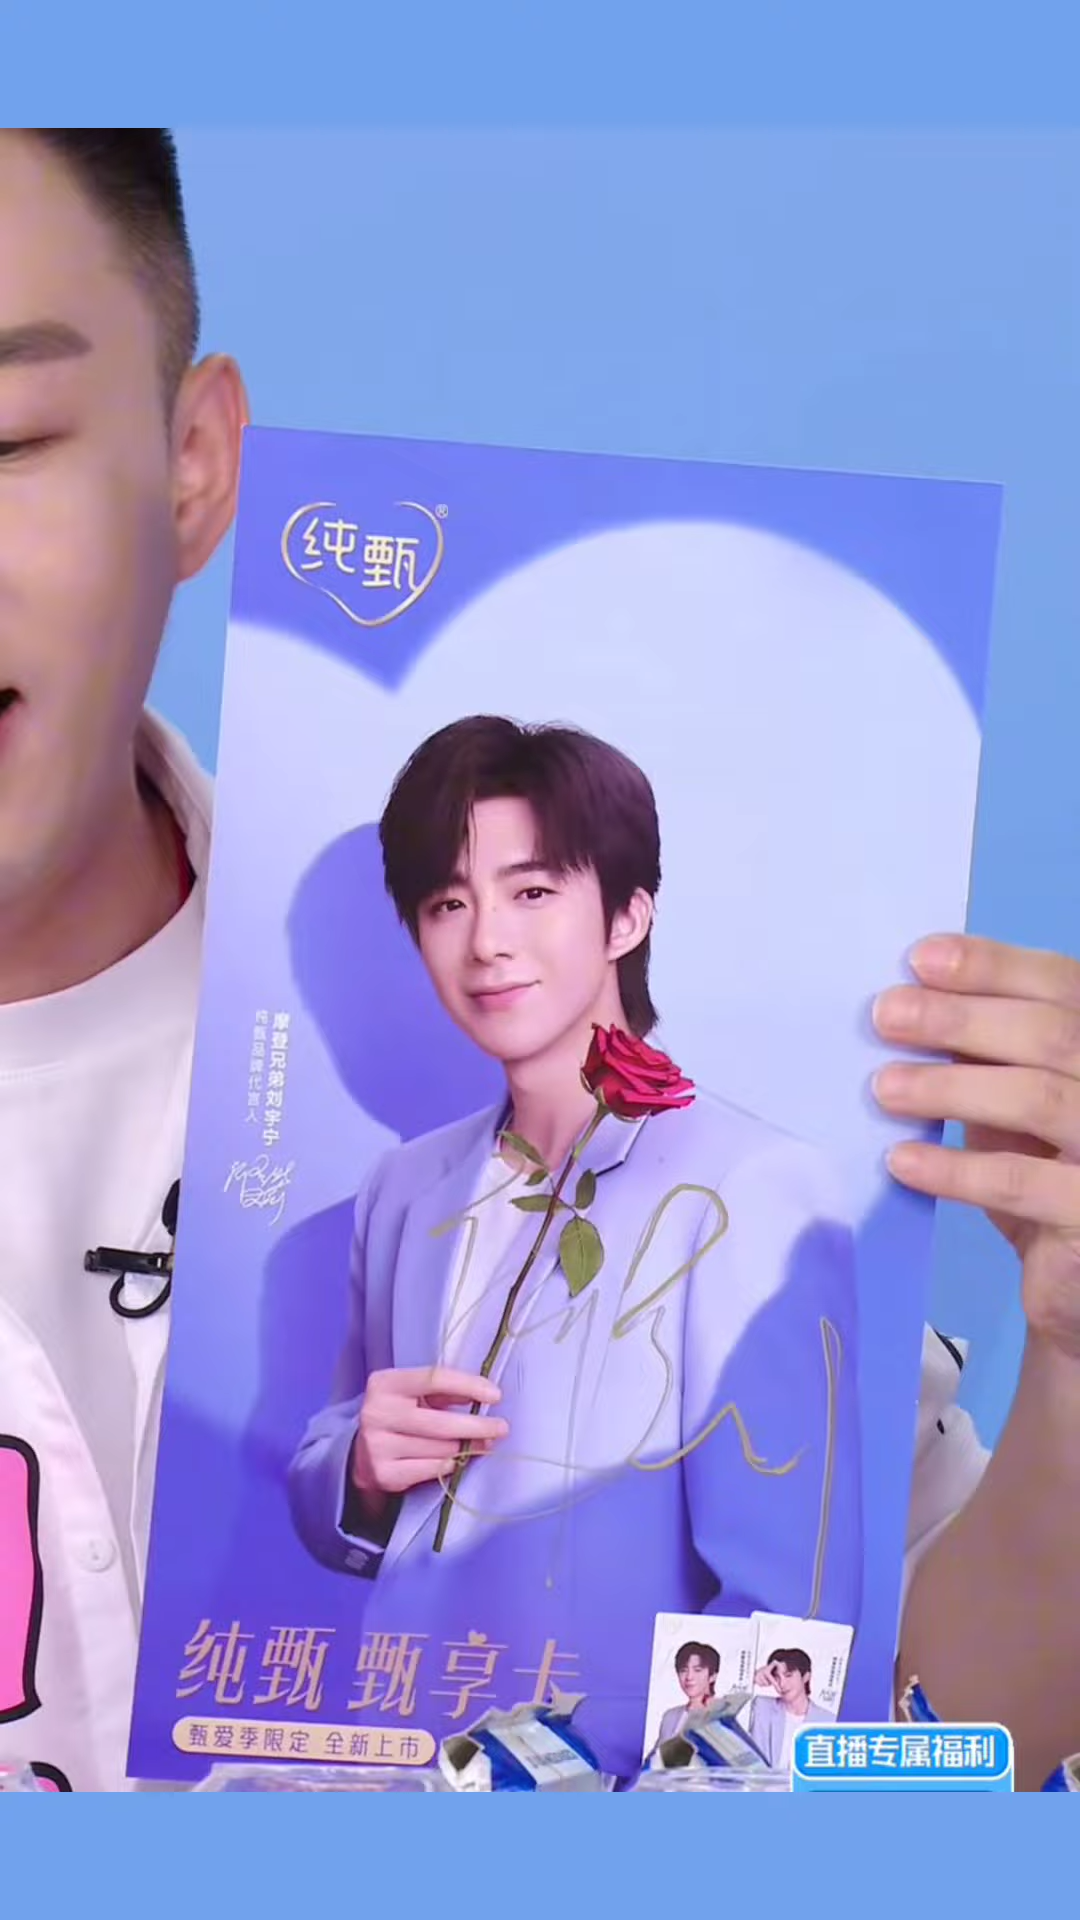 纯甄®
摩登兄弟刘宇宁
纯甄品牌代言人
纯甄 甄享卡
甄爱季限定 全新上市
直播专属福利